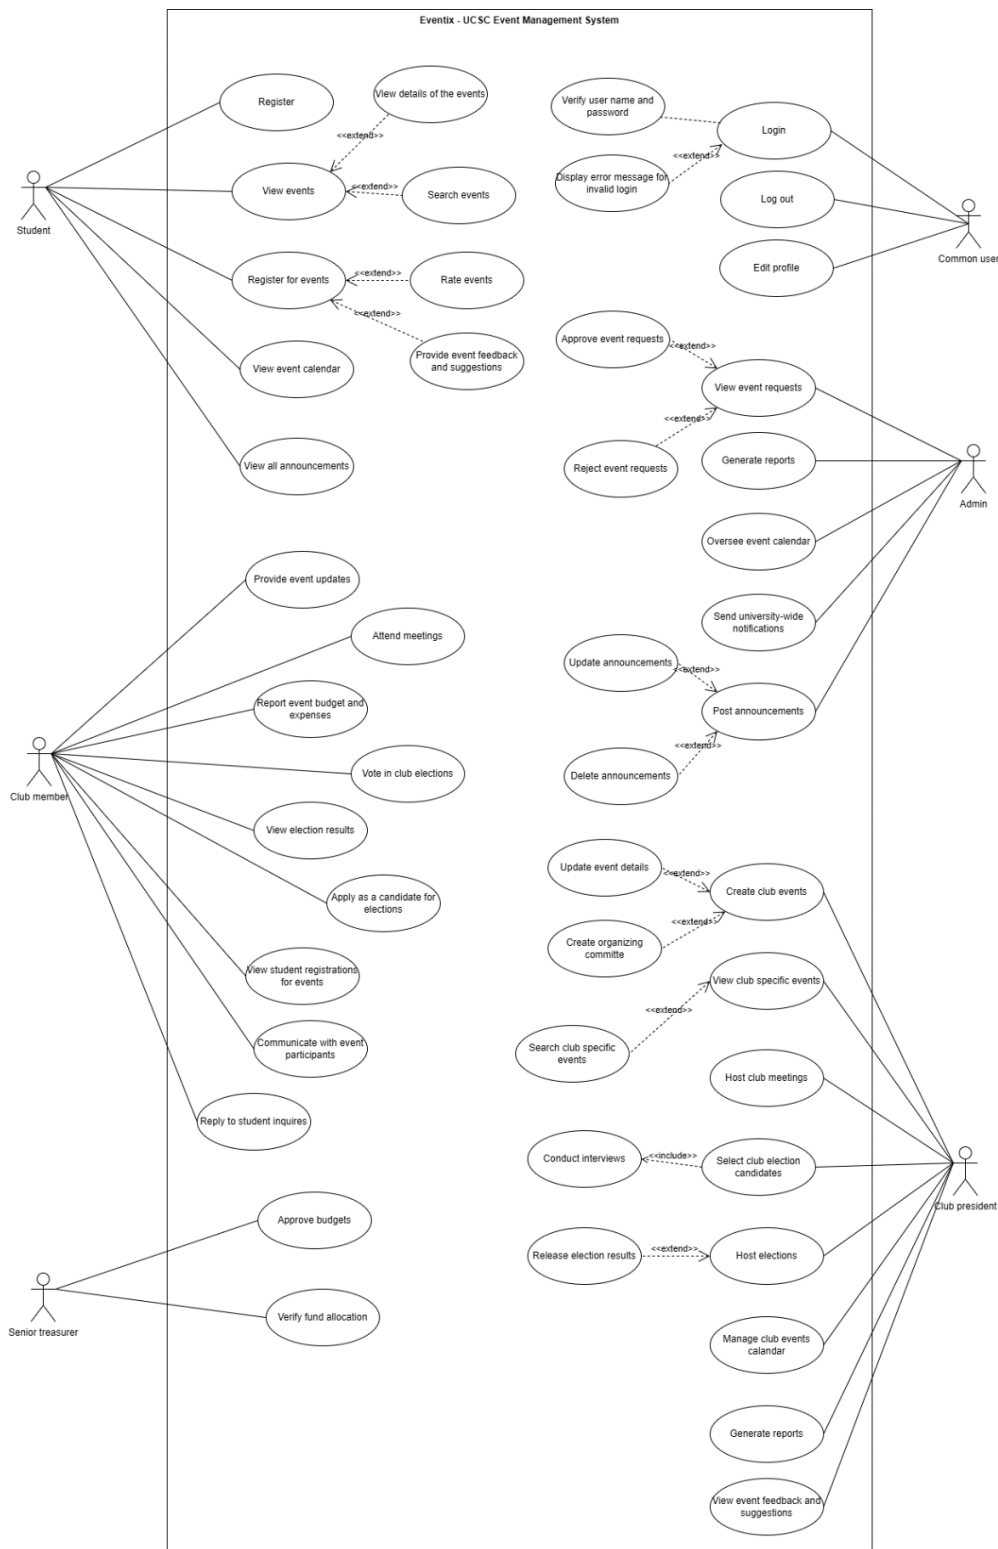 Eventix - UCSC Event Management System
Register
View details of the events
<<extend>>
View events
<<extend>>
Search events
Student
Register for events
<<extend>>
Rate events
<<extend>>
Provide event feedback
and suggestions
View event calendar
View all announcements
Verify user name and
password
Login
<<extend>>
Display error message for
invalid login
Log out
Edit profile
Common user
Approve event requests
<<extend>>
View event requests
<<extend>>
Reject event requests
Generate reports
Admin
Oversee event calendar
Send university-wide
notifications
Update announcements
<<extend>>
Post announcements
<<extend>>
Delete announcements
Provide event updates
Attend meetings
Report event budget and
expenses
Club member
Vote in club elections
View election results
Apply as a candidate for
elections
View student registrations
for events
Communicate with event
participants
Reply to student inquires
Update event details
<<extend>>
Create club events
<<extend>>
Create organizing
committe
View club specific events
<<extend>>
Search club specific
events
Host club meetings
Conduct interviews
<<include>>
Select club election
candidates
Club president
Release election results
<<extend>>
Host elections
Manage club events
calandar
Generate reports
View event feedback and
suggestions
Approve budgets
Senior treasurer
Verify fund allocation